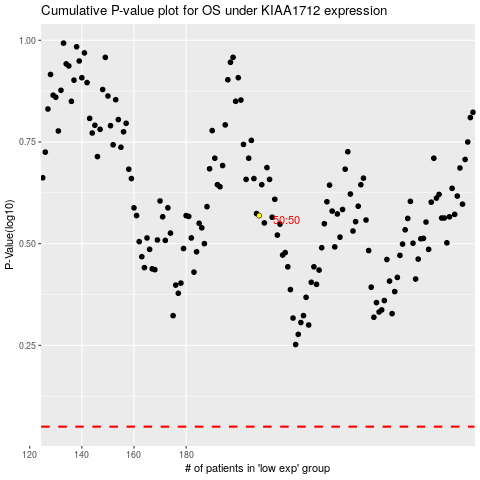 Cumulative P-value plot for OS under KIAA1712 expression
1.00
0.75
0.50
0.25
P-Value(log10)
50:50
120 140 160 180
# of patients in 'low exp' group